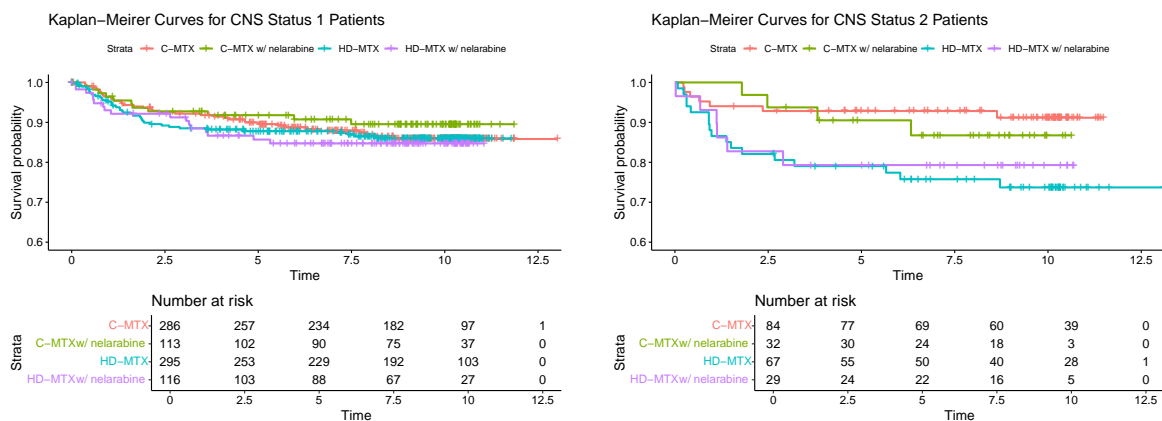 Kaplan−Meirer Curves for CNS Status 1 Patients
Strata C−MTX C−MTX w/ nelarabine HD−MTX HD−MTX w/ nelarabine
1.0
0.9
0.8
0.7
0.6
Survival probability
0 2.5 5 7.5 10 12.5
Time
Number at risk
C−MTX 286 257 234 182 97 1
C−MTXw/ nelarabine 113 102 90 75 37 0
HD−MTX 295 253 229 192 103 0
HD−MTXw/ nelarabine 116 103 88 67 27 0
Strata
0 2.5 5 7.5 10 12.5
Time
Kaplan−Meirer Curves for CNS Status 2 Patients
Strata C−MTX C−MTX w/ nelarabine HD−MTX HD−MTX w/ nelarabine
1.0
0.9
0.8
0.7
0.6
Survival probability
0 2.5 5 7.5 10 12.5
Time
Number at risk
C−MTX 84 77 69 60 39 0
C−MTXw/ nelarabine 32 30 24 18 3 0
HD−MTX 67 55 50 40 28 1
HD−MTXw/ nelarabine 29 24 22 16 5 0
Strata
0 2.5 5 7.5 10 12.5
Time